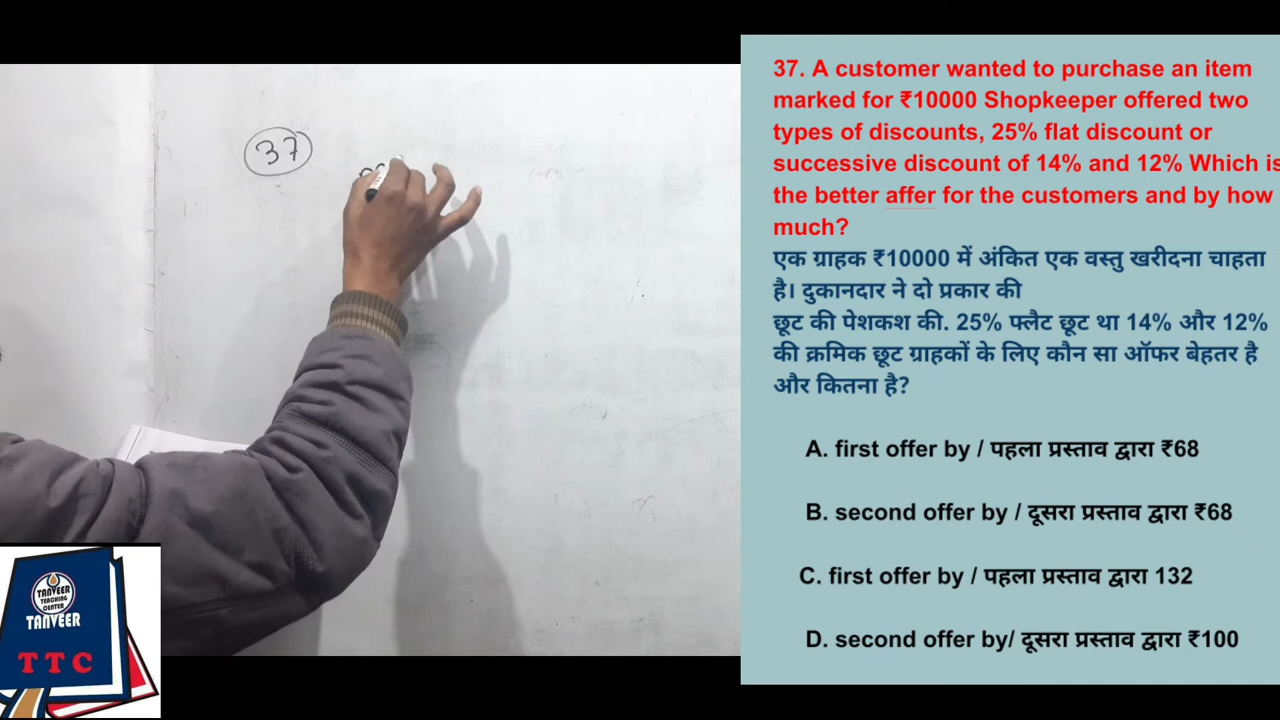 37
37. A customer wanted to purchase an item
marked for ₹10000 Shopkeeper offered two
types of discounts, 25% flat discount or
successive discount of 14% and 12% Which is
the better affer for the customers and by how
much?
एक ग्राहक ₹10000 में अंकित एक वस्तु खरीदना चाहता
है। दुकानदार ने दो प्रकार की
छूट की पेशकश की. 25% फ्लैट छूट था 14% और 12%
की क्रमिक छूट ग्राहकों के लिए कौन सा ऑफर बेहतर है
और कितना है?
A. first offer by / पहला प्रस्ताव द्वारा ₹68
B. second offer by / दूसरा प्रस्ताव द्वारा ₹68
C. first offer by / पहला प्रस्ताव द्वारा 132
D. second offer by/ दूसरा प्रस्ताव द्वारा ₹100
TANVEER
TEACHING
CENTER
TANVEER
TTC